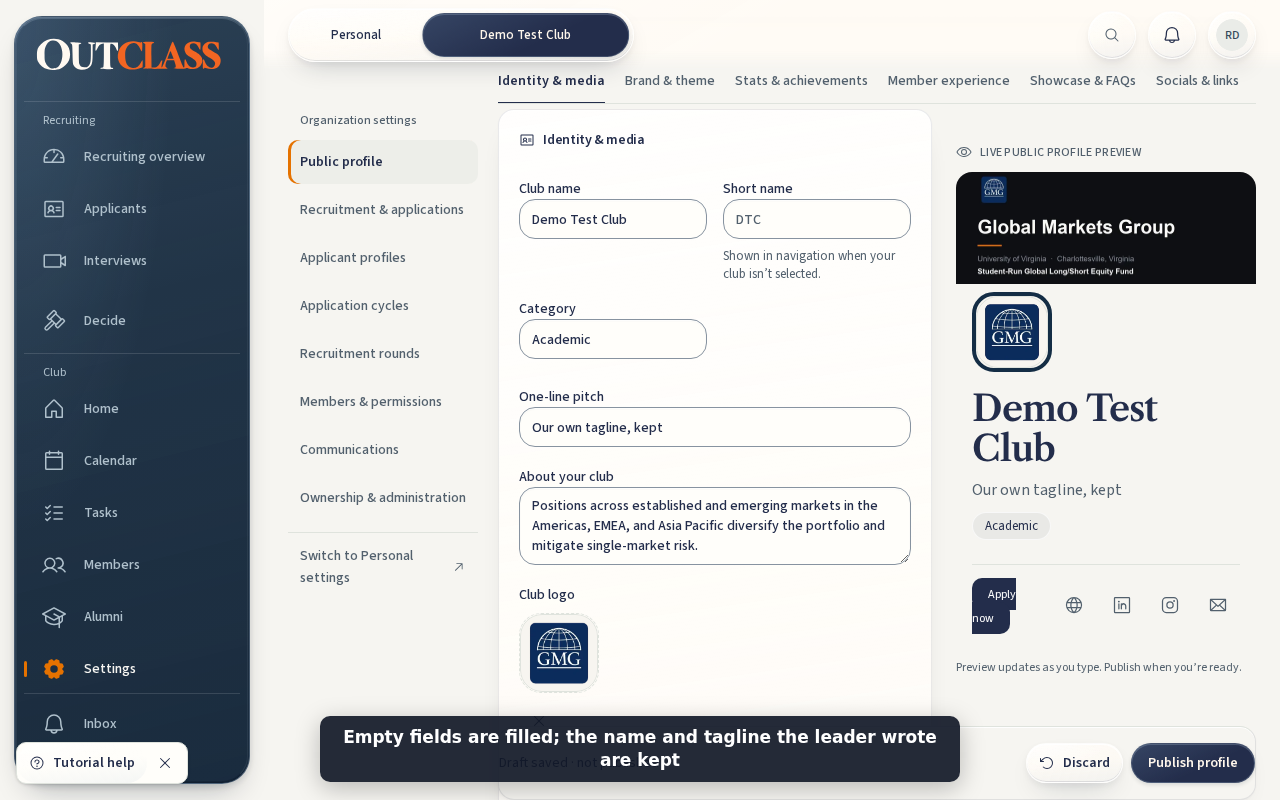 OUTCLASS
Recruiting
Recruiting overview
Applicants
Interviews
Decide
Club
Home
Calendar
Tasks
Members
Alumni
Settings
Inbox
Tutorial help
Personal
Demo Test Club
RD
Organization settings
Public profile
Recruitment & applications
Applicant profiles
Application cycles
Recruitment rounds
Members & permissions
Communications
Ownership & administration
Switch to Personal
settings
Identity & media
Brand & theme
Stats & achievements
Member experience
Showcase & FAQs
Socials & links
Identity & media
Club name
Demo Test Club
Short name
DTC
Shown in navigation when your
club isn’t selected.
Category
Academic
One-line pitch
Our own tagline, kept
About your club
Positions across established and emerging markets in the
Americas, EMEA, and Asia Pacific diversify the portfolio and
mitigate single-market risk.
Club logo
GMG
LIVE PUBLIC PROFILE PREVIEW
GMG
Global Markets Group
University of Virginia · Charlottesville, Virginia
Student-Run Global Long/Short Equity Fund
GMG
Demo Test
Club
Our own tagline, kept
Academic
Apply
now
Preview updates as you type. Publish when you’re ready.
Empty fields are filled; the name and tagline the leader wrote
are kept
Draft saved · not
Discard
Publish profile